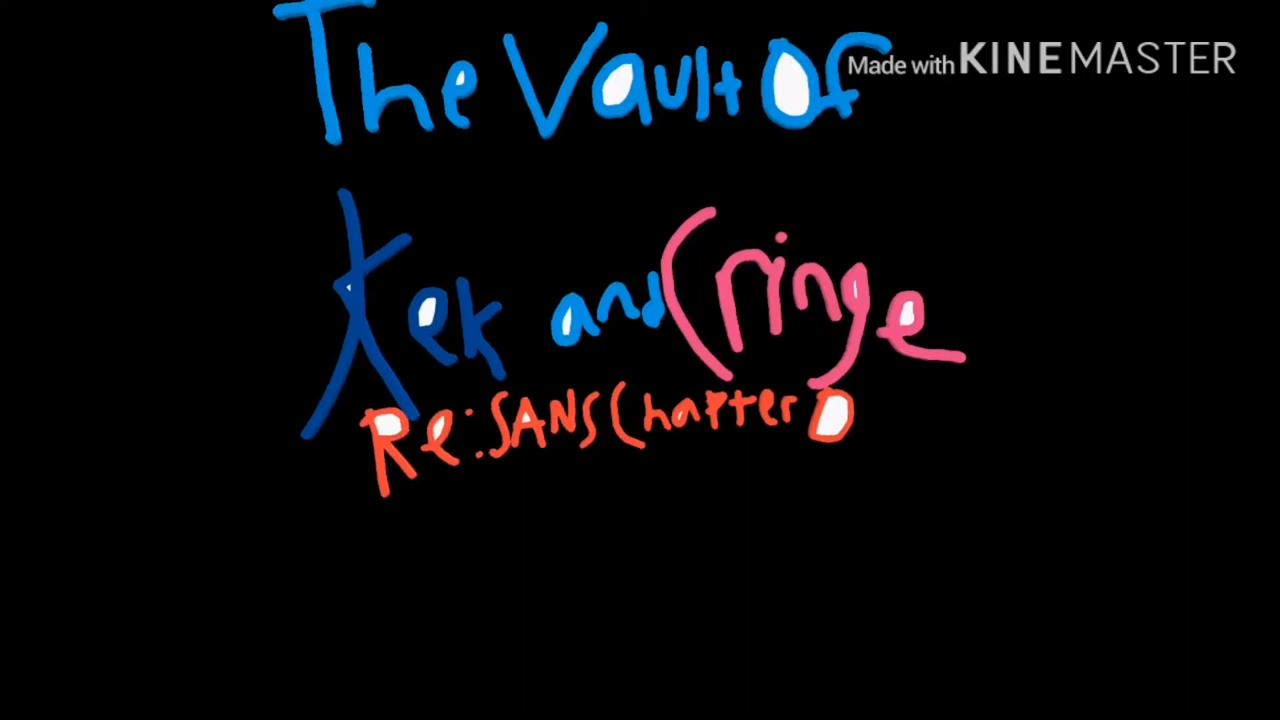 The Vault Of
Made with KINEMASTER
Kek and Cringe
Re:SANS Chapter 0